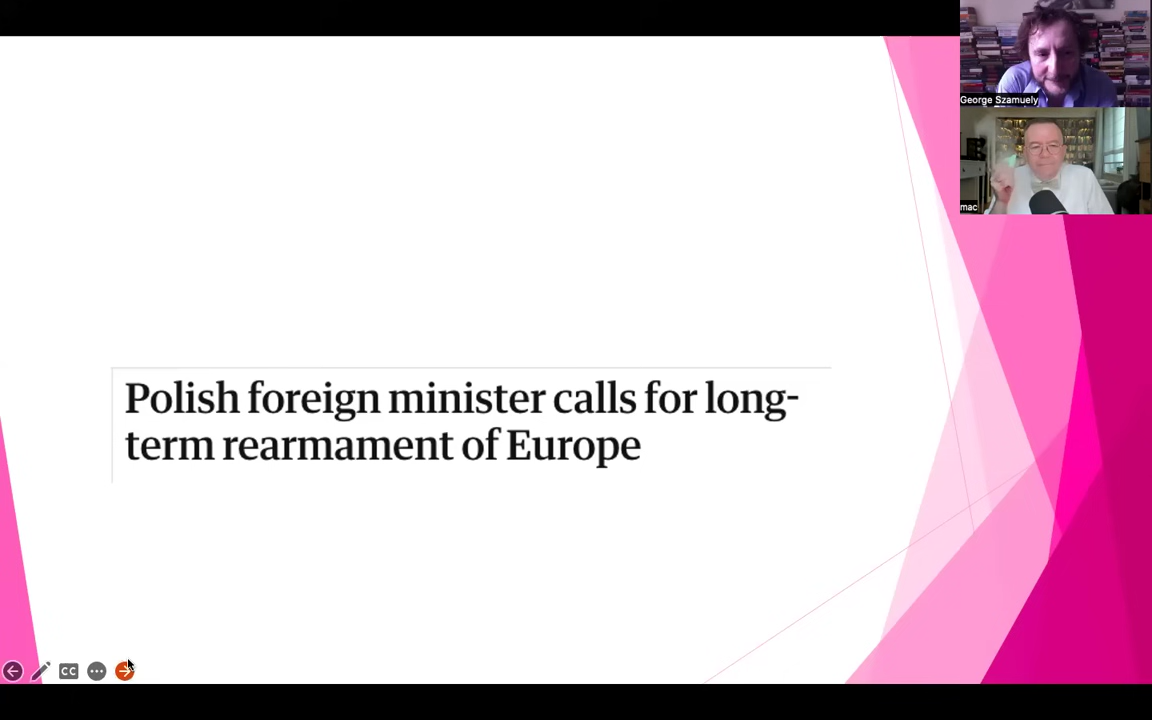 George Szamuely
mac
Polish foreign minister calls for long-
term rearmament of Europe
CC